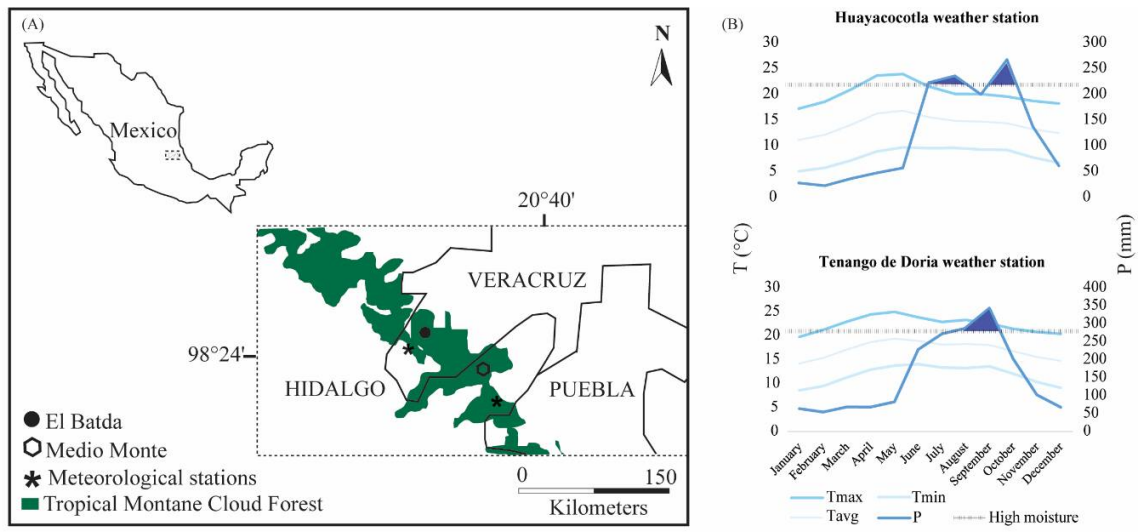 (A)
N
Mexico
20°40'
VERACRUZ
98°24'
HIDALGO
PUEBLA
El Batda
Medio Monte
Meteorological stations
Tropical Montane Cloud Forest
0 150
Kilometers
(B)
Huayacocotla weather station
30 300
25 250
20 200
15 150
10 100
5 50
0 0
T (°C)
P (mm)
Tenango de Doria weather station
30 400
25 350
20 300
15 250
10 200
5 150
0 100
50
0
January
February
March
April
May
June
July
August
September
October
November
December
Tmax Tmin
Tavg P High moisture